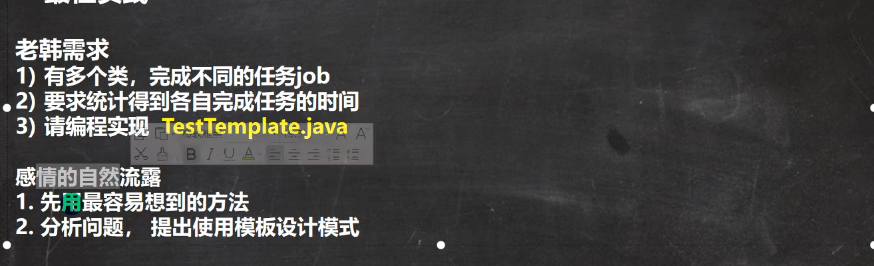 老韩需求
1) 有多个类，完成不同的任务job
2) 要求统计得到各自完成任务的时间
3) 请编程实现 TestTemplate.java
A A
B I U A
感情的自然流露
1. 先用最容易想到的方法
2. 分析问题， 提出使用模板设计模式